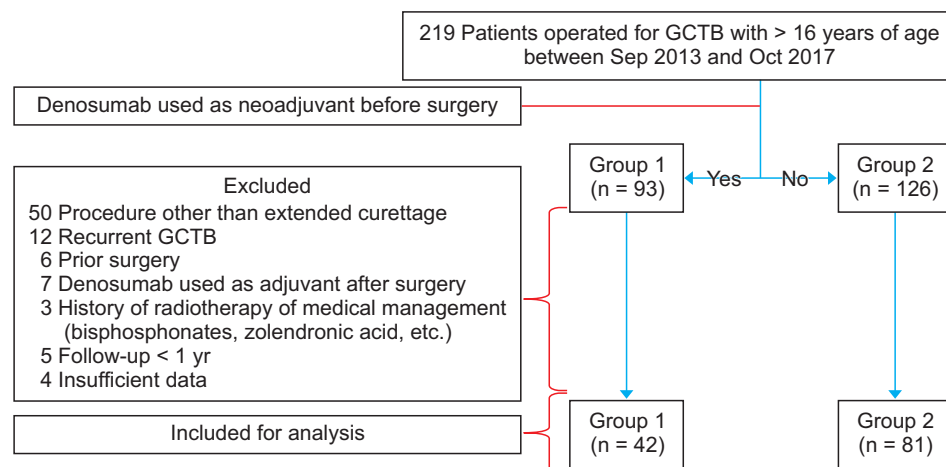 219 Patients operated for GCTB with > 16 years of age
between Sep 2013 and Oct 2017
Denosumab used as neoadjuvant before surgery
Group 1
(n = 93)
Yes
No
Group 2
(n = 126)
Excluded
50 Procedure other than extended curettage
12 Recurrent GCTB
6 Prior surgery
7 Denosumab used as adjuvant after surgery
3 History of radiotherapy of medical management
(bisphosphonates, zolendronic acid, etc.)
5 Follow-up < 1 yr
4 Insufficient data
Included for analysis
Group 1
(n = 42)
Group 2
(n = 81)